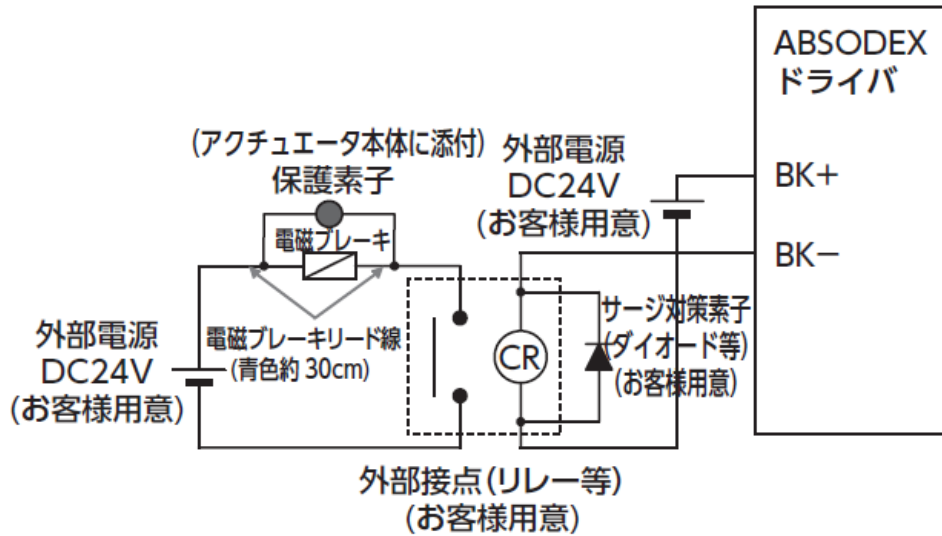 ABSODEX
ドライバ
(アクチュエータ本体に添付)
保護素子
外部電源
DC24V
(お客様用意)
BK+
電磁ブレーキ
BK−
サージ対策素子
(ダイオード等)
(お客様用意)
外部電源
DC24V
(お客様用意)
電磁ブレーキリード線
(青色約 30cm)
CR
外部接点(リレー等)
(お客様用意)